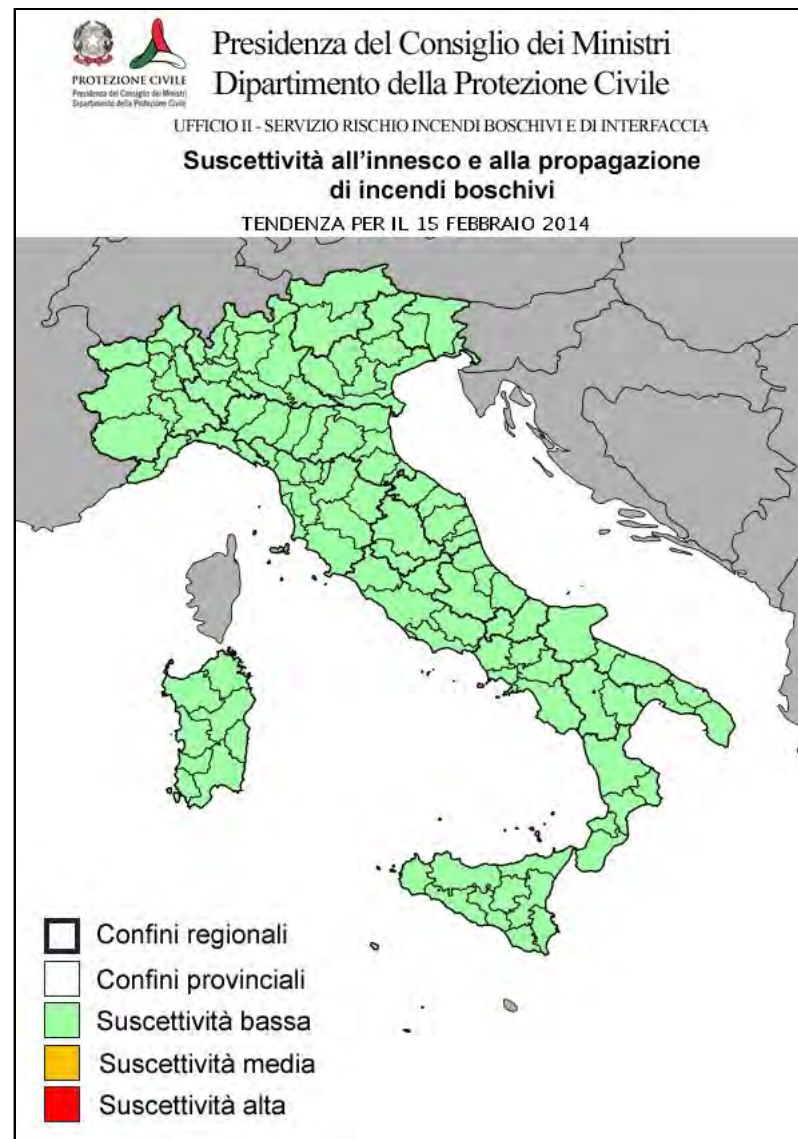 PROTEZIONE CIVILE
Presidenza del Consiglio dei Ministri
Dipartimento della Protezione Civile
Presidenza del Consiglio dei Ministri
Dipartimento della Protezione Civile
UFFICIO II - SERVIZIO RISCHIO INCENDI BOSCHIVI E DI INTERFACCIA
Suscettività all'innesco e alla propagazione
di incendi boschivi
TENDENZA PER IL 15 FEBBRAIO 2014
Confini regionali
Confini provinciali
Suscettività bassa
Suscettività media
Suscettività alta